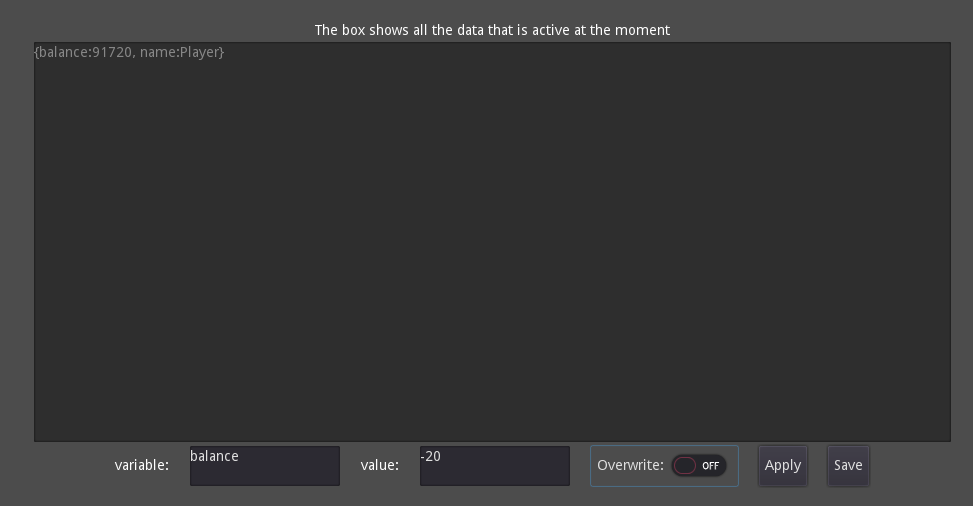 The box shows all the data that is active at the moment
{balance:91720, name:Player}
variable: balance value: -20 Overwrite: OFF Apply Save